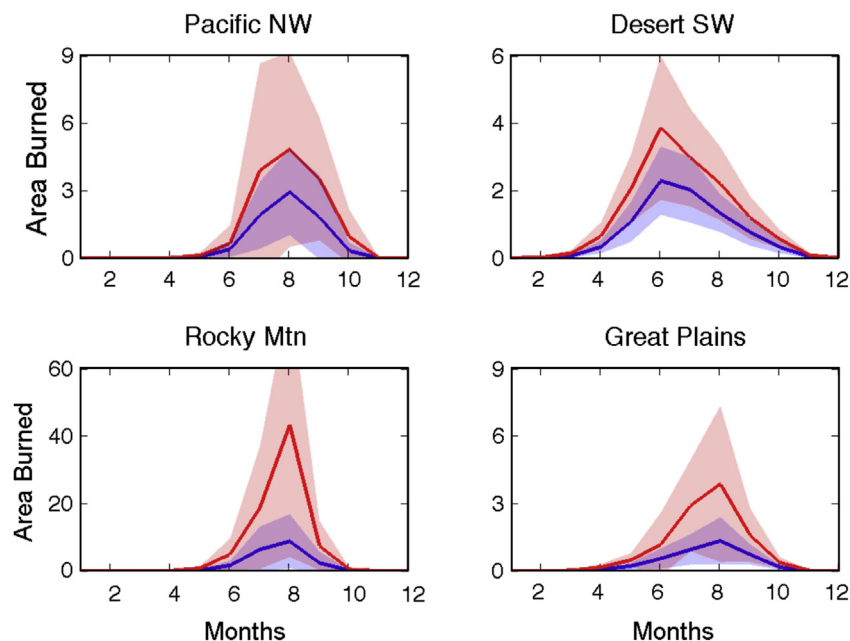 Pacific NW
Desert SW
Area Burned
9
6
3
0
2 4 6 8 10 12
6
4
2
0
2 4 6 8 10 12
Rocky Mtn
Great Plains
Area Burned
60
40
20
0
2 4 6 8 10 12
Months
9
6
3
0
2 4 6 8 10 12
Months